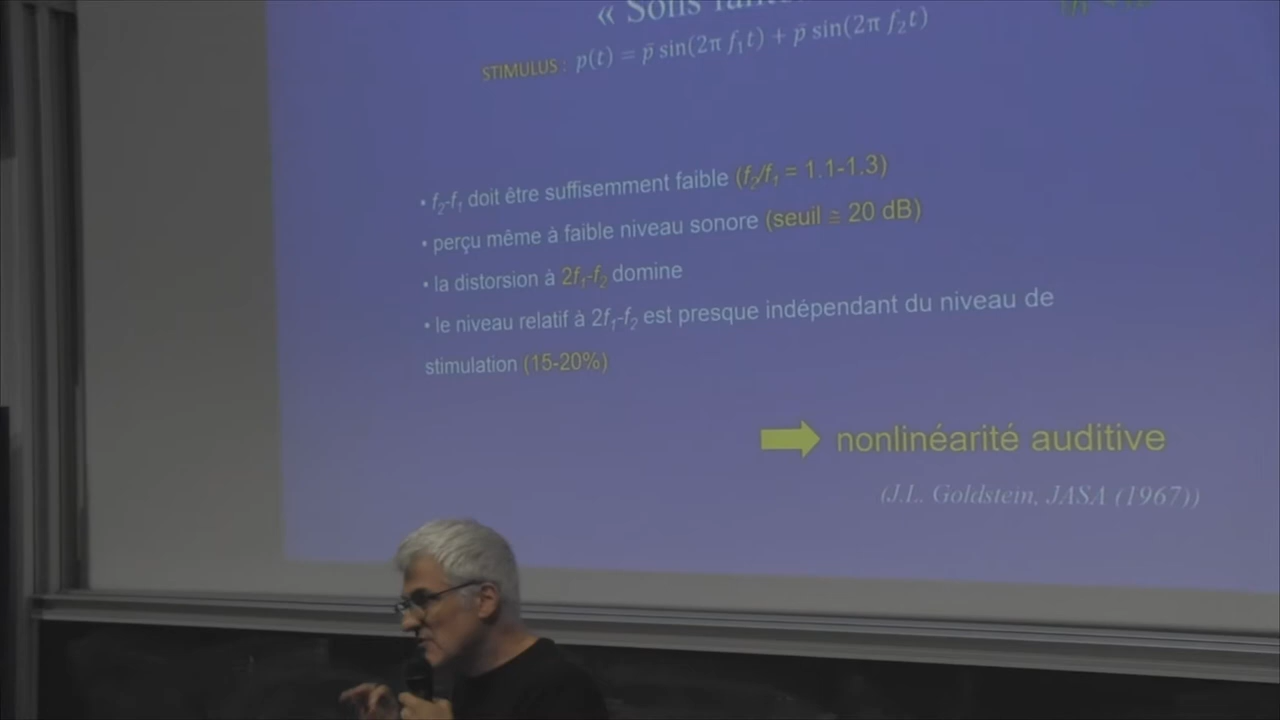 « Sons
STIMULUS : p(t) = p̄ sin(2π f₁t) + p̄ sin(2π f₂t)
• f₂-f₁ doit être suffisemment faible (f₂/f₁ = 1.1-1.3)
• perçu même à faible niveau sonore (seuil ≅ 20 dB)
• la distorsion à 2f₁-f₂ domine
• le niveau relatif à 2f₁-f₂ est presque indépendant du niveau de
stimulation (15-20%)
nonlinéarité auditive
(J.L. Goldstein, JASA (1967))